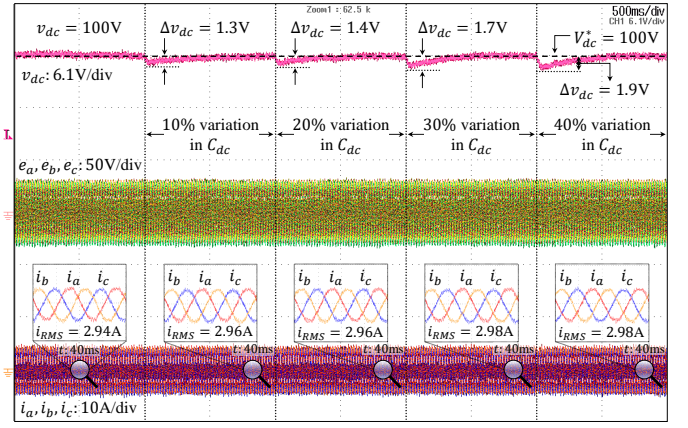 Zoom1 : 62.5 k
500ms/div
CH1 6.1V/div
v_dc = 100V
Δv_dc = 1.3V
Δv_dc = 1.4V
Δv_dc = 1.7V
V*_dc = 100V
v_dc: 6.1V/div
Δv_dc = 1.9V
10% variation
in C_dc
20% variation
in C_dc
30% variation
in C_dc
40% variation
in C_dc
e_a, e_b, e_c: 50V/div
i_b i_a i_c
i_b i_a i_c
i_b i_a i_c
i_b i_a i_c
i_b i_a i_c
i_RMS = 2.94A
i_RMS = 2.96A
i_RMS = 2.96A
i_RMS = 2.98A
i_RMS = 2.98A
t: 40ms
t: 40ms
t: 40ms
t: 40ms
t: 40ms
i_a, i_b, i_c: 10A/div